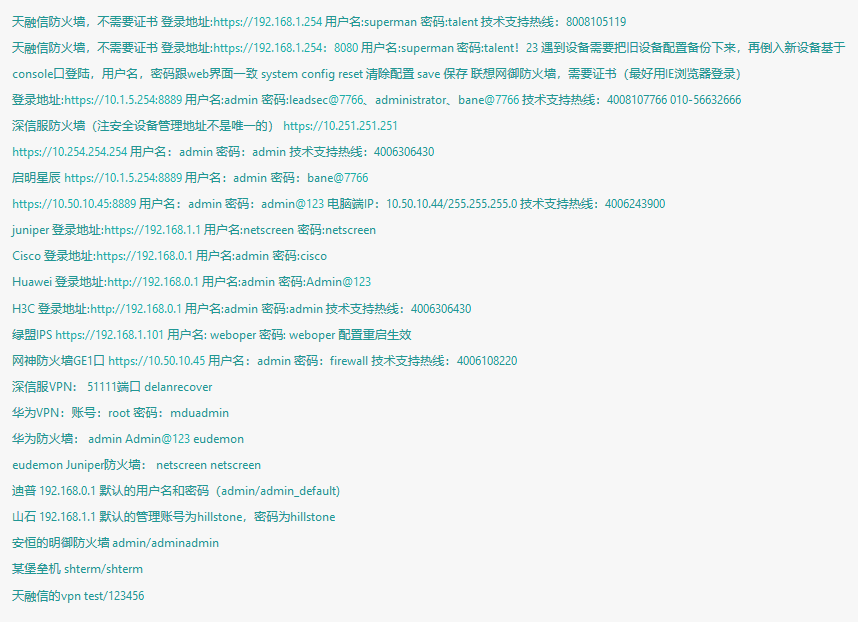 天融信防火墙，不需要证书 登录地址:https://192.168.1.254 用户名:superman 密码:talent 技术支持热线：8008105119
天融信防火墙，不需要证书 登录地址:https://192.168.1.254：8080 用户名:superman 密码:talent！23 遇到设备需要把旧设备配置备份下来，再倒入新设备基于
console口登陆，用户名，密码跟web界面一致 system config reset 清除配置 save 保存 联想网御防火墙，需要证书（最好用IE浏览器登录）
登录地址:https://10.1.5.254:8889 用户名:admin 密码:leadsec@7766、administrator、bane@7766 技术支持热线：4008107766 010-56632666
深信服防火墙（注安全设备管理地址不是唯一的） https://10.251.251.251
https://10.254.254.254 用户名：admin 密码：admin 技术支持热线：4006306430
启明星辰 https://10.1.5.254:8889 用户名：admin 密码：bane@7766
https://10.50.10.45:8889 用户名：admin 密码：admin@123 电脑端IP：10.50.10.44/255.255.255.0 技术支持热线：4006243900
juniper 登录地址:https://192.168.1.1 用户名:netscreen 密码:netscreen
Cisco 登录地址:https://192.168.0.1 用户名:admin 密码:cisco
Huawei 登录地址:http://192.168.0.1 用户名:admin 密码:Admin@123
H3C 登录地址:http://192.168.0.1 用户名:admin 密码:admin 技术支持热线：4006306430
绿盟IPS https://192.168.1.101 用户名: weboper 密码: weboper 配置重启生效
网神防火墙GE1口 https://10.50.10.45 用户名：admin 密码：firewall 技术支持热线：4006108220
深信服VPN： 51111端口 delanrecover
华为VPN：账号：root 密码：mduadmin
华为防火墙： admin Admin@123 eudemon
eudemon Juniper防火墙： netscreen netscreen
迪普 192.168.0.1 默认的用户名和密码（admin/admin_default)
山石 192.168.1.1 默认的管理账号为hillstone，密码为hillstone
安恒的明御防火墙 admin/adminadmin
某堡垒机 shterm/shterm
天融信的vpn test/123456